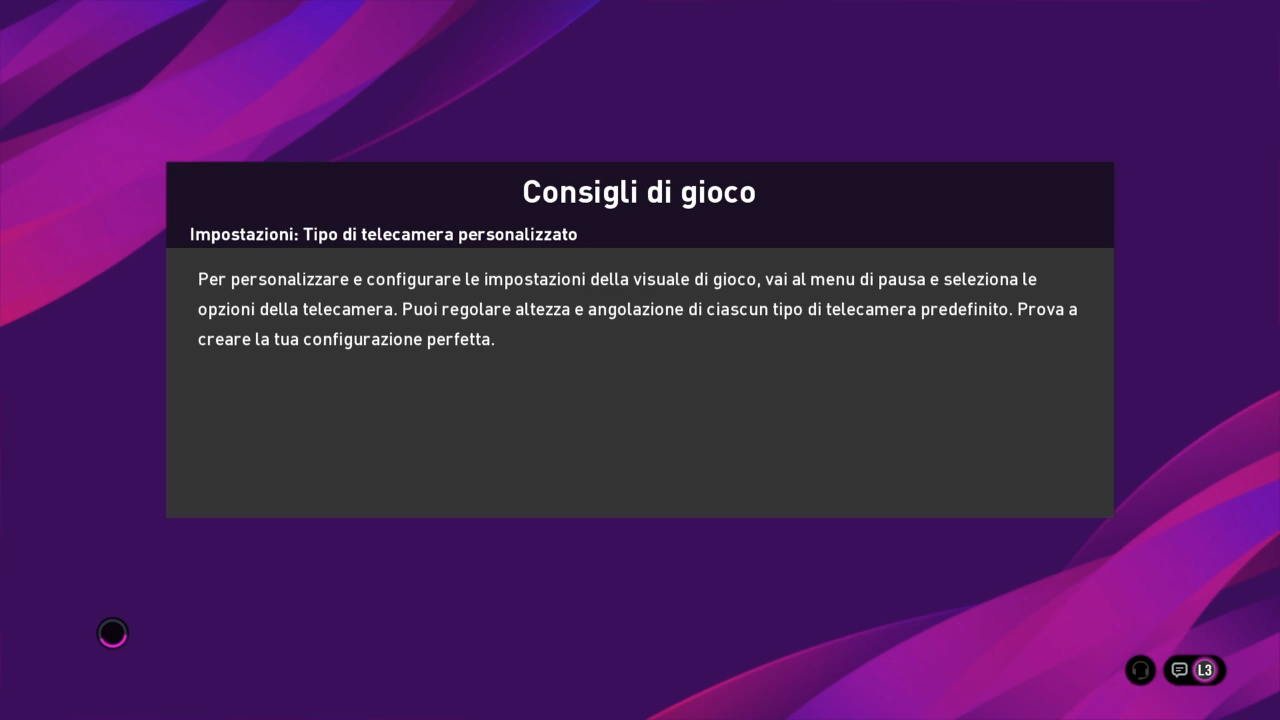 Consigli di gioco
Impostazioni: Tipo di telecamera personalizzato
Per personalizzare e configurare le impostazioni della visuale di gioco, vai al menu di pausa e seleziona le
opzioni della telecamera. Puoi regolare altezza e angolazione di ciascun tipo di telecamera predefinito. Prova a
creare la tua configurazione perfetta.
L3